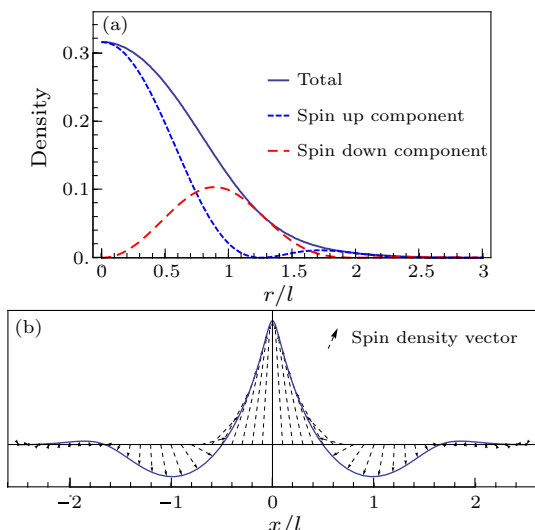 (a)
0.3
0.2
0.1
0.
Density
Total
Spin up component
Spin down component
0 0.5 1 1.5 2 2.5 3
r/l
(b)
Spin density vector
−2 −1 0 1 2
x/l